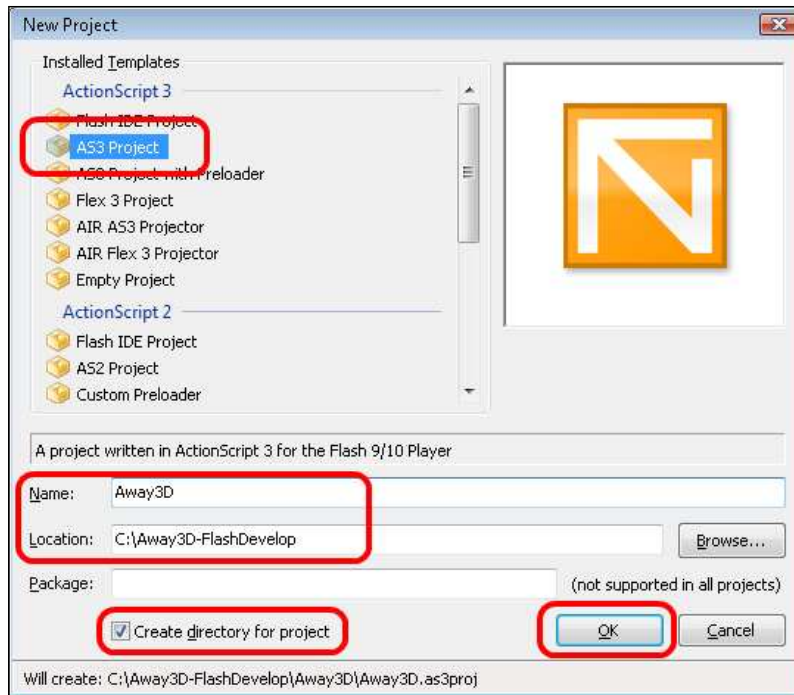 New Project
Installed Templates
ActionScript 3
Flash IDE Project
AS3 Project
AS3 Project with Preloader
Flex 3 Project
AIR AS3 Projector
AIR Flex 3 Projector
Empty Project
ActionScript 2
Flash IDE Project
AS2 Project
Custom Preloader
A project written in ActionScript 3 for the Flash 9/10 Player
Name: Away3D
Location: C:\Away3D-FlashDevelop Browse...
Package: (not supported in all projects)
Create directory for project OK Cancel
Will create: C:\Away3D-FlashDevelop\Away3D\Away3D.as3proj